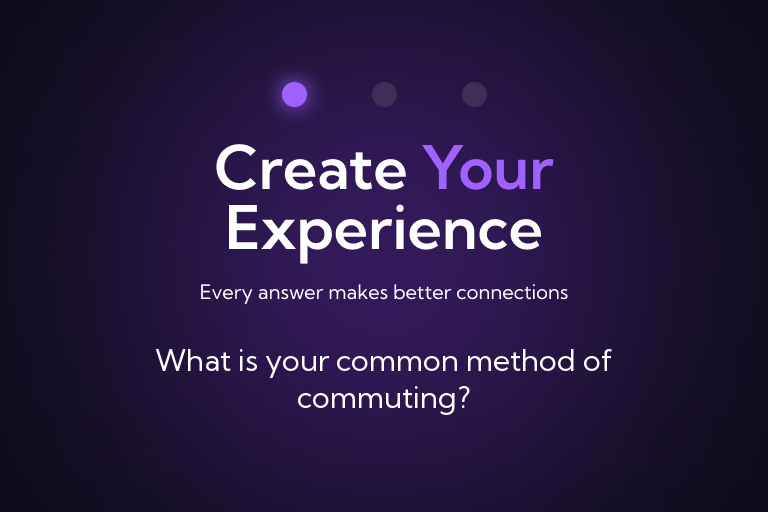 Create Your
Experience
Every answer makes better connections
What is your common method of
commuting?